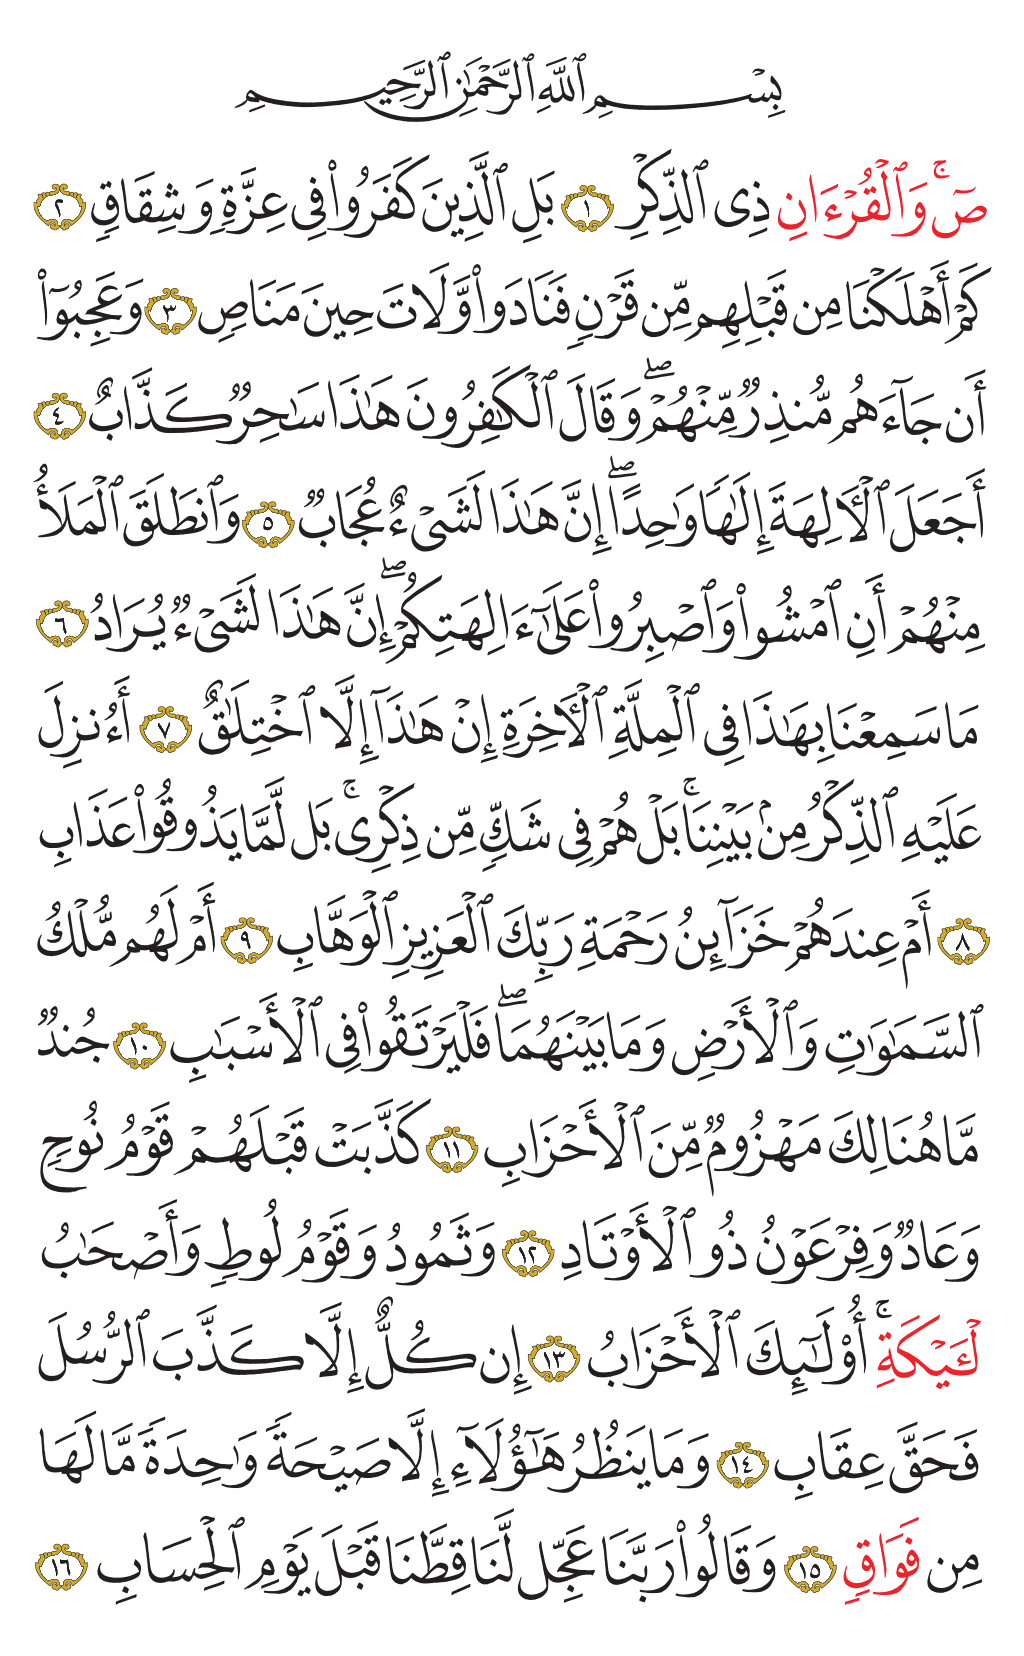 بِسْمِ ٱللَّهِ ٱلرَّحْمَٰنِ ٱلرَّحِيمِ
صٓۚ وَٱلْقُرْءَانِ ذِى ٱلذِّكْرِ ١ بَلِ ٱلَّذِينَ كَفَرُوا۟ فِى عِزَّةٍ وَشِقَاقٍ ٢
كَمْ أَهْلَكْنَا مِن قَبْلِهِم مِّن قَرْنٍ فَنَادَوا۟ وَّلَاتَ حِينَ مَنَاصٍ ٣ وَعَجِبُوٓا۟
أَن جَآءَهُم مُّنذِرٌ مِّنْهُمْۖ وَقَالَ ٱلْكَٰفِرُونَ هَٰذَا سَٰحِرٌ كَذَّابٌ ٤
أَجَعَلَ ٱلْأَلِهَةَ إِلَٰهًا وَٰحِدًاۖ إِنَّ هَٰذَا لَشَىْءٌ عُجَابٌ ٥ وَٱنطَلَقَ ٱلْمَلَأُ
مِنْهُمْ أَنِ ٱمْشُوا۟ وَٱصْبِرُوا۟ عَلَىٰٓ ءَالِهَتِكُمْۖ إِنَّ هَٰذَا لَشَىْءٌ يُرَادُ ٦
مَا سَمِعْنَا بِهَٰذَا فِى ٱلْمِلَّةِ ٱلْأَخِرَةِ إِنْ هَٰذَآ إِلَّا ٱخْتِلَٰقٌ ٧ أَءُنزِلَ
عَلَيْهِ ٱلذِّكْرُ مِنۢ بَيْنِنَاۚ بَلْ هُمْ فِى شَكٍّ مِّن ذِكْرِىۚ بَل لَّمَّا يَذُوقُوا۟ عَذَابِ
٨ أَمْ عِندَهُمْ خَزَآئِنُ رَحْمَةِ رَبِّكَ ٱلْعَزِيزِ ٱلْوَهَّابِ ٩ أَمْ لَهُم مُّلْكُ
ٱلسَّمَٰوَٰتِ وَٱلْأَرْضِ وَمَا بَيْنَهُمَاۖ فَلْيَرْتَقُوا۟ فِى ٱلْأَسْبَٰبِ ١٠ جُندٌ
مَّا هُنَالِكَ مَهْزُومٌ مِّنَ ٱلْأَحْزَابِ ١١ كَذَّبَتْ قَبْلَهُمْ قَوْمُ نُوحٍ
وَعَادٌ وَفِرْعَوْنُ ذُو ٱلْأَوْتَادِ ١٢ وَثَمُودُ وَقَوْمُ لُوطٍ وَأَصْحَٰبُ
لْـَٔيْكَةِۚ أُو۟لَٰٓئِكَ ٱلْأَحْزَابُ ١٣ إِن كُلٌّ إِلَّا كَذَّبَ ٱلرُّسُلَ
فَحَقَّ عِقَابِ ١٤ وَمَا يَنظُرُ هَٰٓؤُلَآءِ إِلَّا صَيْحَةً وَٰحِدَةً مَّا لَهَا
مِن فَوَاقٍ ١٥ وَقَالُوا۟ رَبَّنَا عَجِّل لَّنَا قِطَّنَا قَبْلَ يَوْمِ ٱلْحِسَابِ ١٦